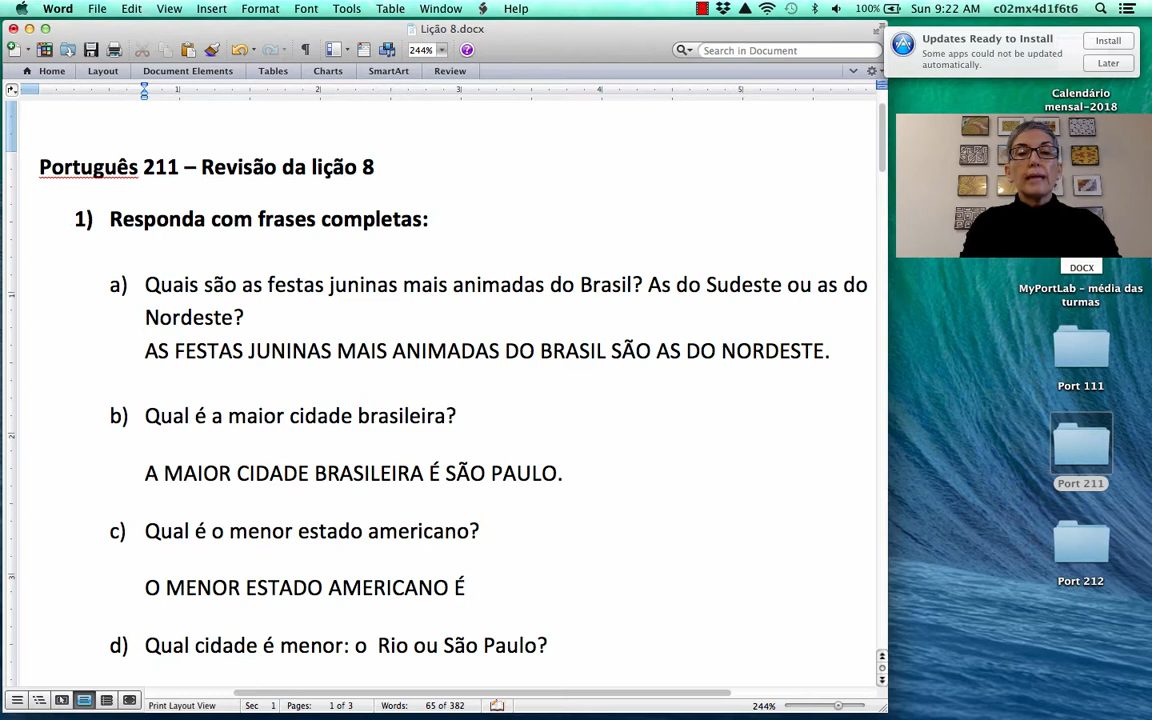 Word File Edit View Insert Format Font Tools Table Window Help 100% Sun 9:22 AM c02mx4d1f6t6
Lição 8.docx
244% Search in Document
Home Layout Document Elements Tables Charts SmartArt Review
Updates Ready to Install
Some apps could not be updated
automatically.
Install
Later
Calendário
mensal-2018
Português 211 – Revisão da lição 8
1) Responda com frases completas:
a) Quais são as festas juninas mais animadas do Brasil? As do Sudeste ou as do
Nordeste?
AS FESTAS JUNINAS MAIS ANIMADAS DO BRASIL SÃO AS DO NORDESTE.
b) Qual é a maior cidade brasileira?
A MAIOR CIDADE BRASILEIRA É SÃO PAULO.
c) Qual é o menor estado americano?
O MENOR ESTADO AMERICANO É
d) Qual cidade é menor: o Rio ou São Paulo?
DOCX
MyPortLab - média das
turmas
Port 111
Port 211
Port 212
Print Layout View Sec 1 Pages: 1 of 3 Words: 65 of 382 244%